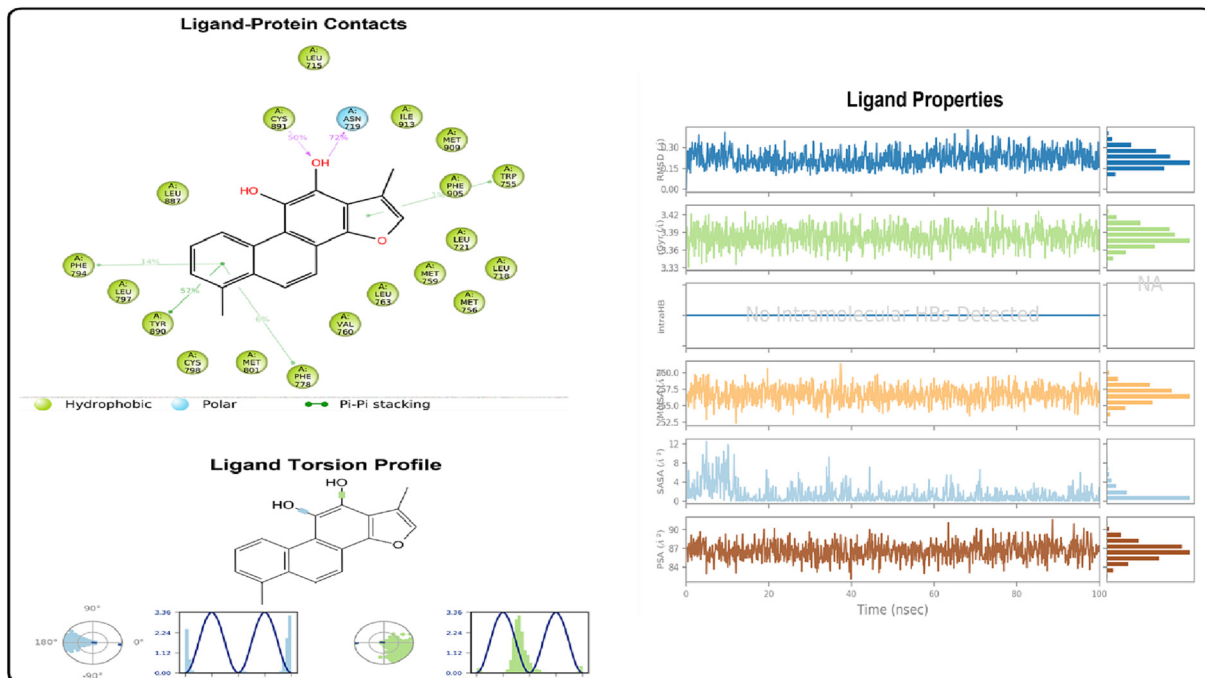 Ligand-Protein Contacts
A:
LEU
715
A:
CYS
891
50%
72%
A:
ASN
719
A:
ILE
913
A:
MET
909
OH
HO
A:
LEU
887
A:
PHE
905
A:
TRP
755
O
A:
LEU
721
A:
PHE
794
14%
A:
LEU
797
57%
A:
TYR
890
6%
A:
LEU
763
A:
MET
759
A:
LEU
718
A:
MET
756
A:
VAL
760
A:
CYS
798
A:
MET
801
A:
PHE
778
Hydrophobic Polar Pi-Pi stacking
Ligand Torsion Profile
HO
HO
O
90°
180° 0°
-90°
3.36
2.24
1.12
0.00
3.36
2.24
1.12
0.00
Ligand Properties
RMSD (Å)
0.30
0.15
0.00
3.42
3.39
3.36
3.33
IntraHB
No Intramolecular HBs Detected
NA
252.5
SASA (Å²)
12
8
4
0
PSA (Å²)
90
87
84
0 20 40 60 80 100
Time (nsec)